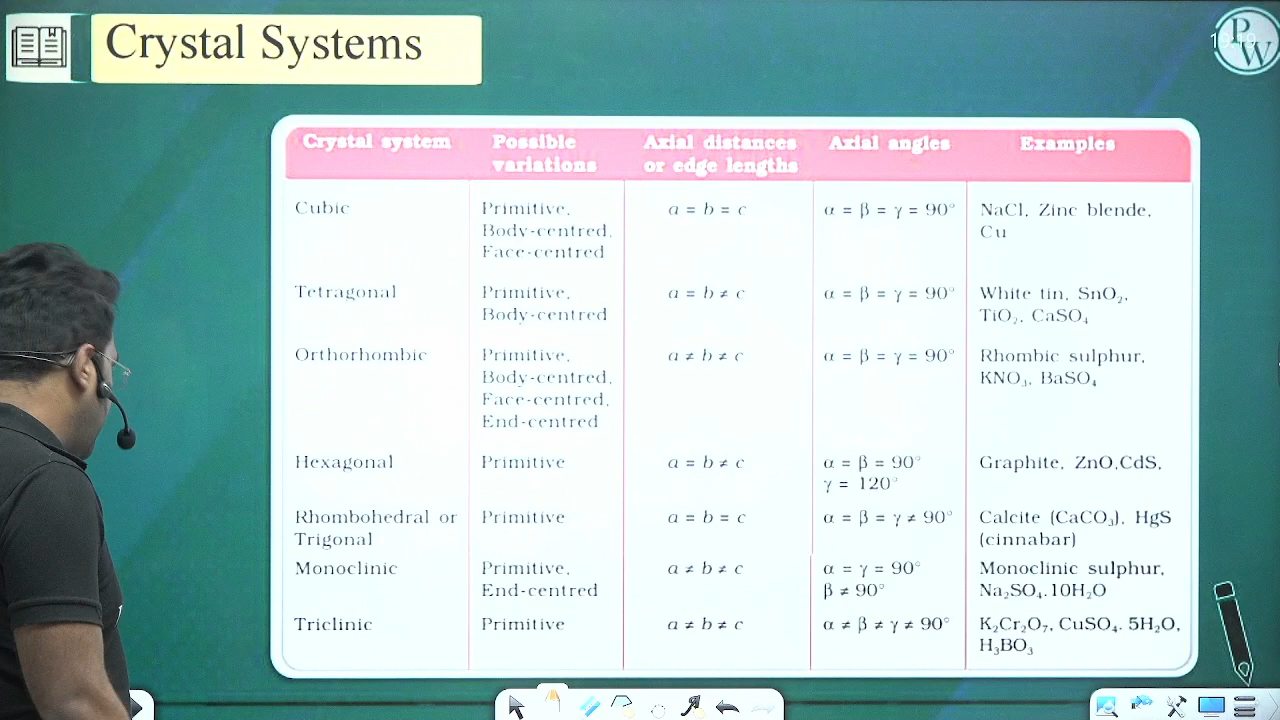 Crystal Systems
PW
Crystal system Possible variations Axial distances or edge lengths Axial angles Examples
Cubic
Primitive,
Body-centred,
Face-centred
a = b = c
α = β = γ = 90°
NaCl, Zinc blende,
Cu
Tetragonal
Primitive,
Body-centred
a = b ≠ c
α = β = γ = 90°
White tin, SnO₂,
TiO₂, CaSO₄
Orthorhombic
Primitive,
Body-centred,
Face-centred,
End-centred
a ≠ b ≠ c
α = β = γ = 90°
Rhombic sulphur,
KNO₃, BaSO₄
Hexagonal
Primitive
a = b ≠ c
α = β = 90°
γ = 120°
Graphite, ZnO,CdS,
Rhombohedral or
Trigonal
Primitive
a = b = c
α = β = γ ≠ 90°
Calcite (CaCO₃), HgS
(cinnabar)
Monoclinic
Primitive,
End-centred
a ≠ b ≠ c
α = γ = 90°
β ≠ 90°
Monoclinic sulphur,
Na₂SO₄.10H₂O
Triclinic
Primitive
a ≠ b ≠ c
α ≠ β ≠ γ ≠ 90°
K₂Cr₂O₇, CuSO₄. 5H₂O,
H₃BO₃